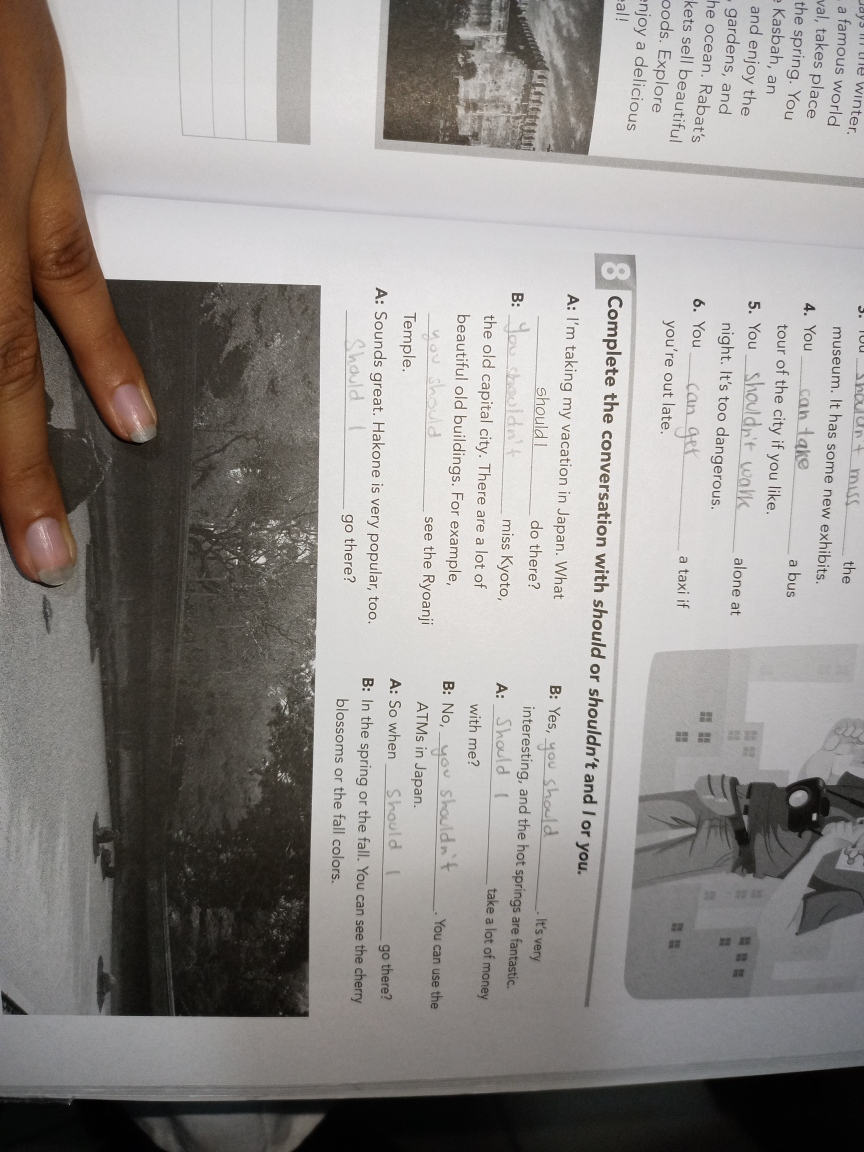 ays in the winter.
a famous world
val, takes place
the spring. You
e Kasbah, an
and enjoy the
, gardens, and
he ocean. Rabat's
kets sell beautiful
oods. Explore
enjoy a delicious
eal!
3. You shouldn't miss the
museum. It has some new exhibits.
4. You can take a bus
tour of the city if you like.
5. You shouldn't walk alone at
night. It's too dangerous.
6. You can get a taxi if
you're out late.
8 Complete the conversation with should or shouldn't and I or you.
A: I'm taking my vacation in Japan. What
should I do there?
B: You shouldn't miss Kyoto,
the old capital city. There are a lot of
beautiful old buildings. For example,
you should see the Ryoanji
Temple.
A: Sounds great. Hakone is very popular, too.
Should I go there?
B: Yes, you should. It's very
interesting, and the hot springs are fantastic.
A: Should I take a lot of money
with me?
B: No, you shouldn't. You can use the
ATMs in Japan.
A: So when should I go there?
B: In the spring or the fall. You can see the cherry
blossoms or the fall colors.